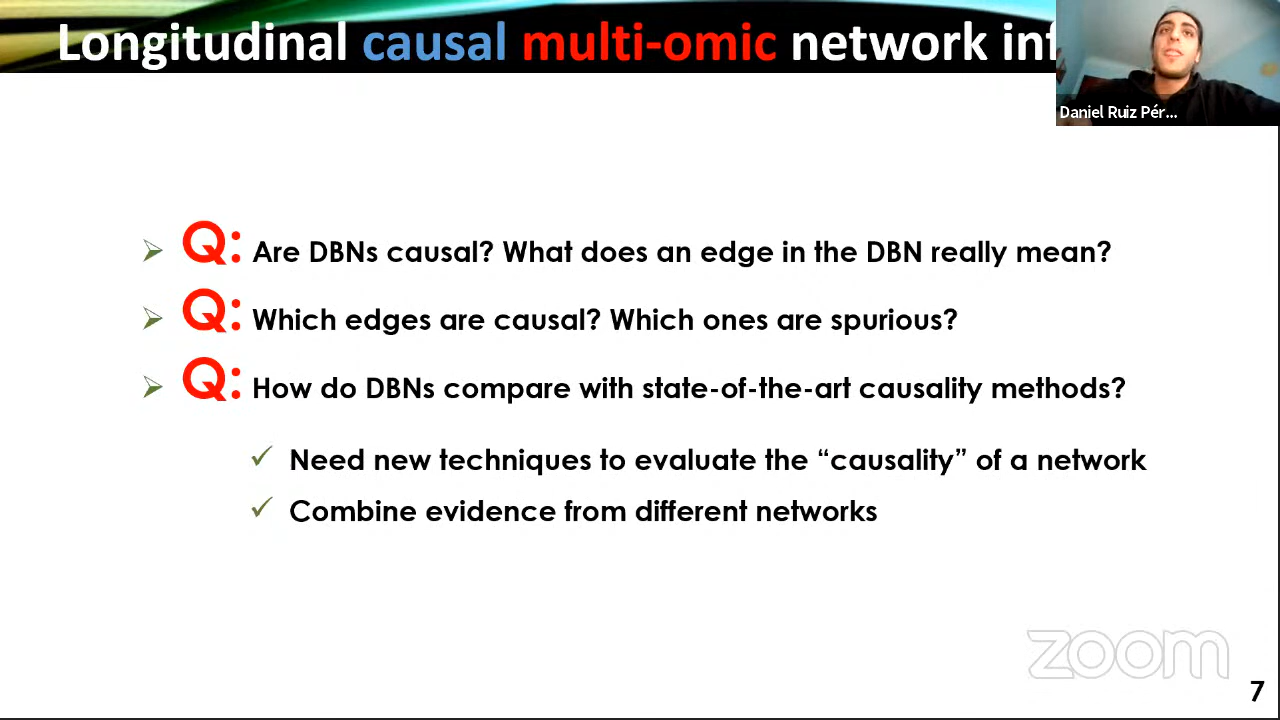 Longitudinal causal multi-omic network inf
Daniel Ruiz Pér...
Q: Are DBNs causal? What does an edge in the DBN really mean?
Q: Which edges are causal? Which ones are spurious?
Q: How do DBNs compare with state-of-the-art causality methods?
Need new techniques to evaluate the “causality” of a network
Combine evidence from different networks
zoom
7